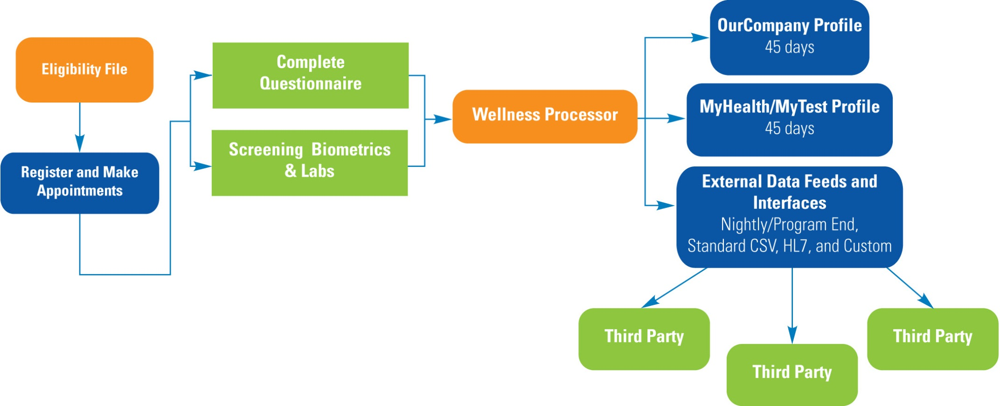 Eligibility File
Register and Make
Appointments
Complete
Questionnaire
Screening Biometrics
& Labs
Wellness Processor
OurCompany Profile
45 days
MyHealth/MyTest Profile
45 days
External Data Feeds and
Interfaces
Nightly/Program End,
Standard CSV, HL7, and Custom
Third Party
Third Party
Third Party